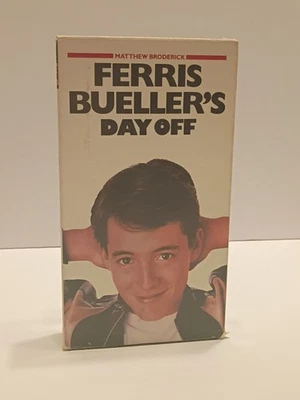 MATTHEW BRODERICK
FERRIS
BUELLER'S
DAY OFF